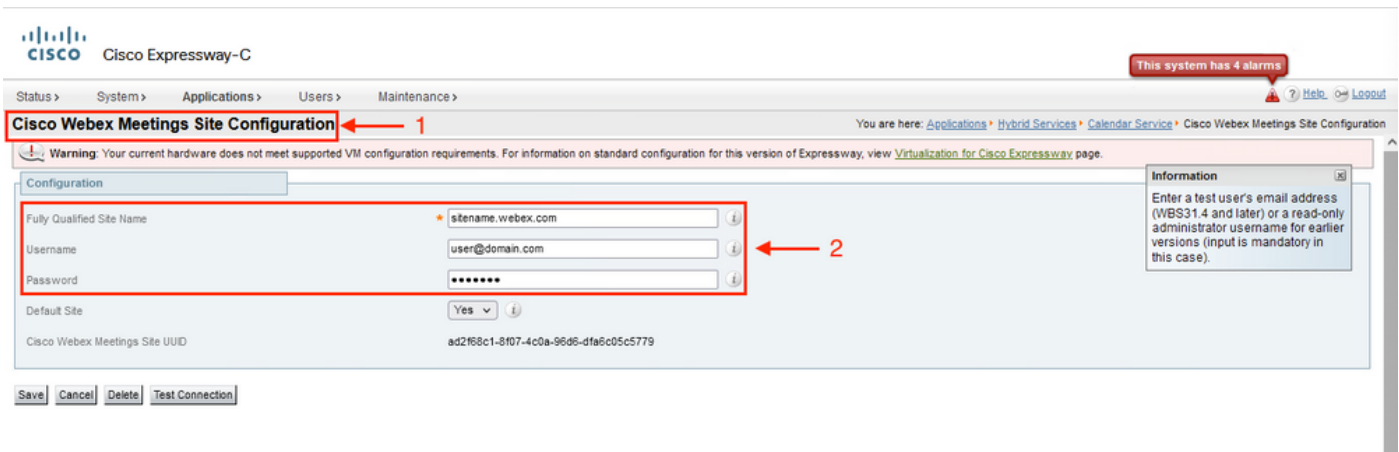 CISCO Cisco Expressway-C
This system has 4 alarms
Status > System > Applications > Users > Maintenance > ? Help Logout
Cisco Webex Meetings Site Configuration 1 You are here: Applications Hybrid Services Calendar Service Cisco Webex Meetings Site Configuration
Warning: Your current hardware does not meet supported VM configuration requirements. For information on standard configuration for this version of Expressway, view Virtualization for Cisco Expressway page.
Configuration
Fully Qualified Site Name * sitename.webex.com i
Username user@domain.com i
2
Password ••••••• i
Default Site Yes i
Cisco Webex Meetings Site UUID ad2f68c1-8f07-4c0a-96d6-dfa6c05c5779
Information x
Enter a test user's email address
(WBS31.4 and later) or a read-only
administrator username for earlier
versions (input is mandatory in
this case).
Save Cancel Delete Test Connection